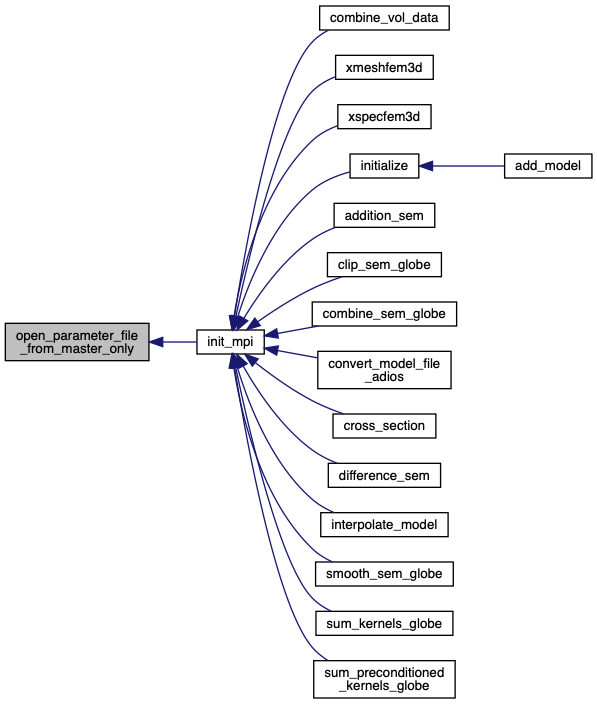 combine_vol_data
xmeshfem3d
xspecfem3d
initialize
add_model
addition_sem
clip_sem_globe
combine_sem_globe
open_parameter_file
_from_master_only
init_mpi
convert_model_file
_adios
cross_section
difference_sem
interpolate_model
smooth_sem_globe
sum_kernels_globe
sum_preconditioned
_kernels_globe